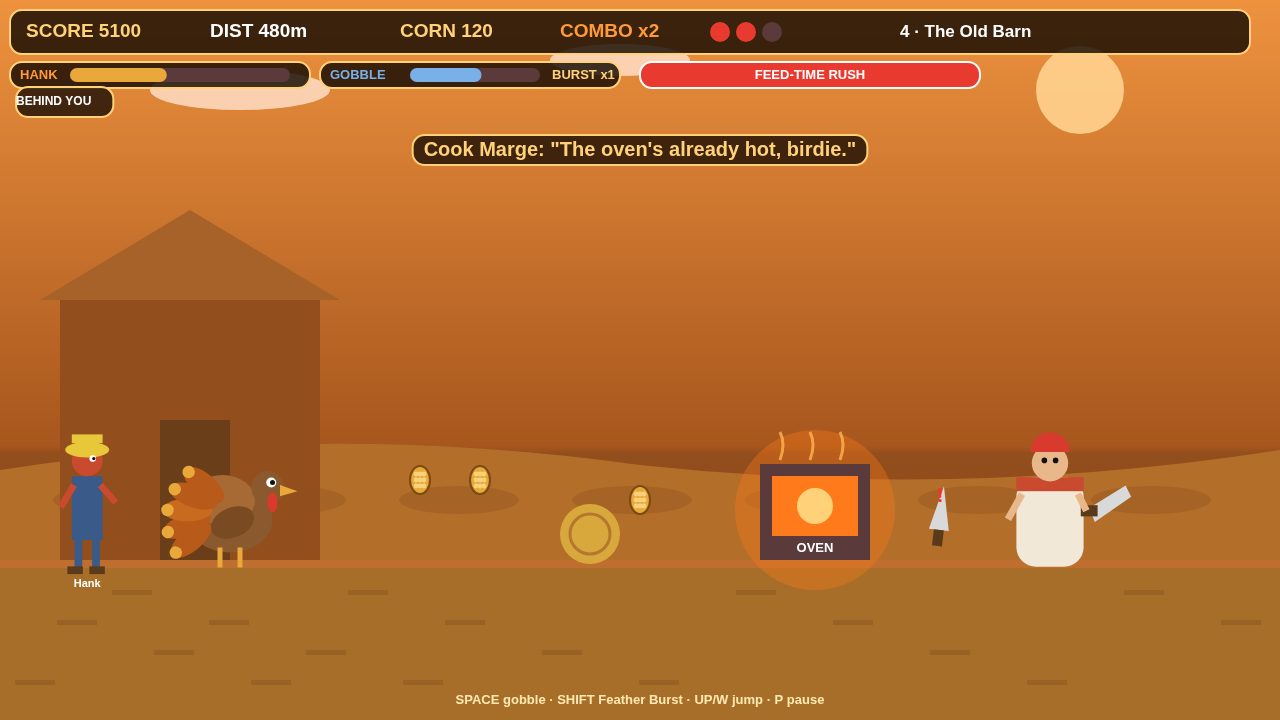 SCORE 5100 DIST 480m CORN 120 COMBO x2 4 · The Old Barn
HANK GOBBLE BURST x1 FEED-TIME RUSH
BEHIND YOU
Cook Marge: "The oven's already hot, birdie."
OVEN
Hank
SPACE gobble · SHIFT Feather Burst · UP/W jump · P pause